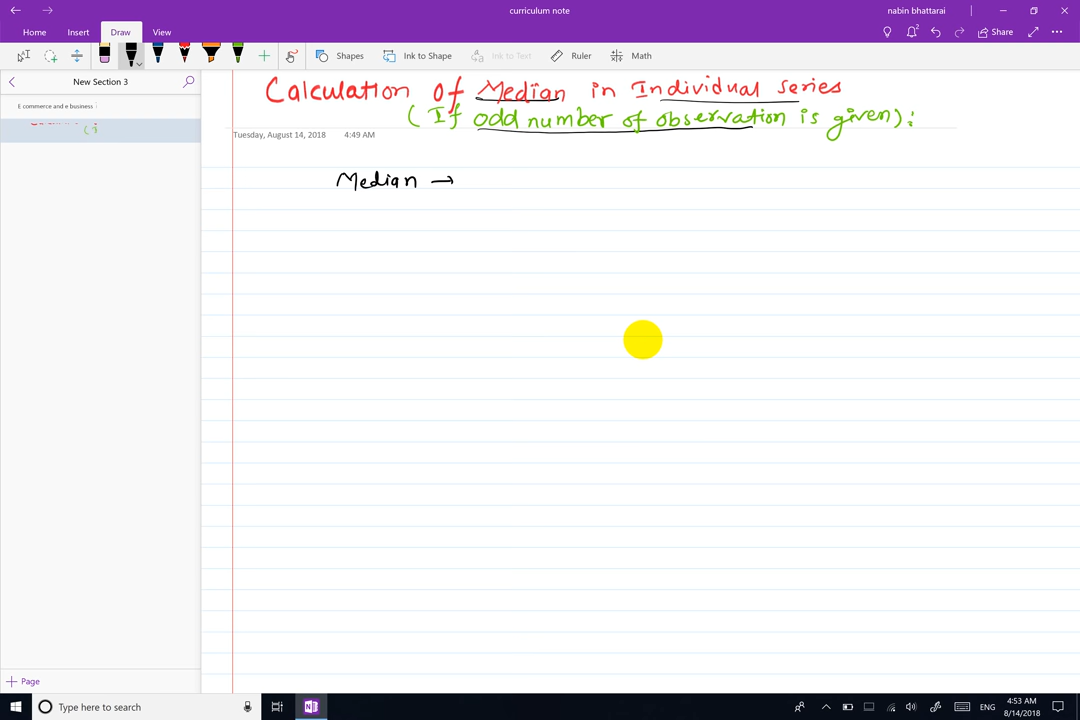 curriculum note
nabin bhattarai
Home Insert Draw View
Share
Shapes Ink to Shape Ink to Text Ruler Math
New Section 3
E commerce and e business
Calculation of Median in Individual series
(If odd number of observation is given):
Tuesday, August 14, 2018 4:49 AM
Median →
+ Page
Type here to search
ENG
4:53 AM
8/14/2018